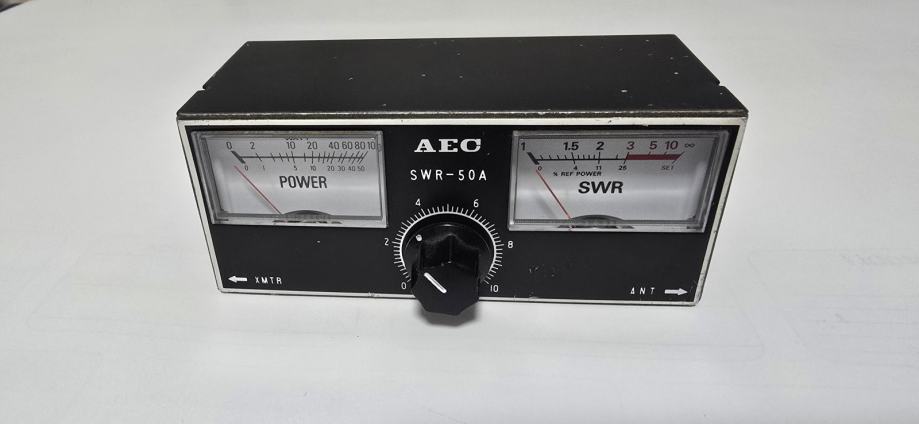 0 2 10 20 40 60 80 10
0 1 5 10 20 30 40 50
POWER
AEC
SWR-50A
1 1.5 2 3 5 10 ∞
0 4 11 25 SET
% REF POWER
SWR
0 2 4 6 8 10
XMTR
ANT